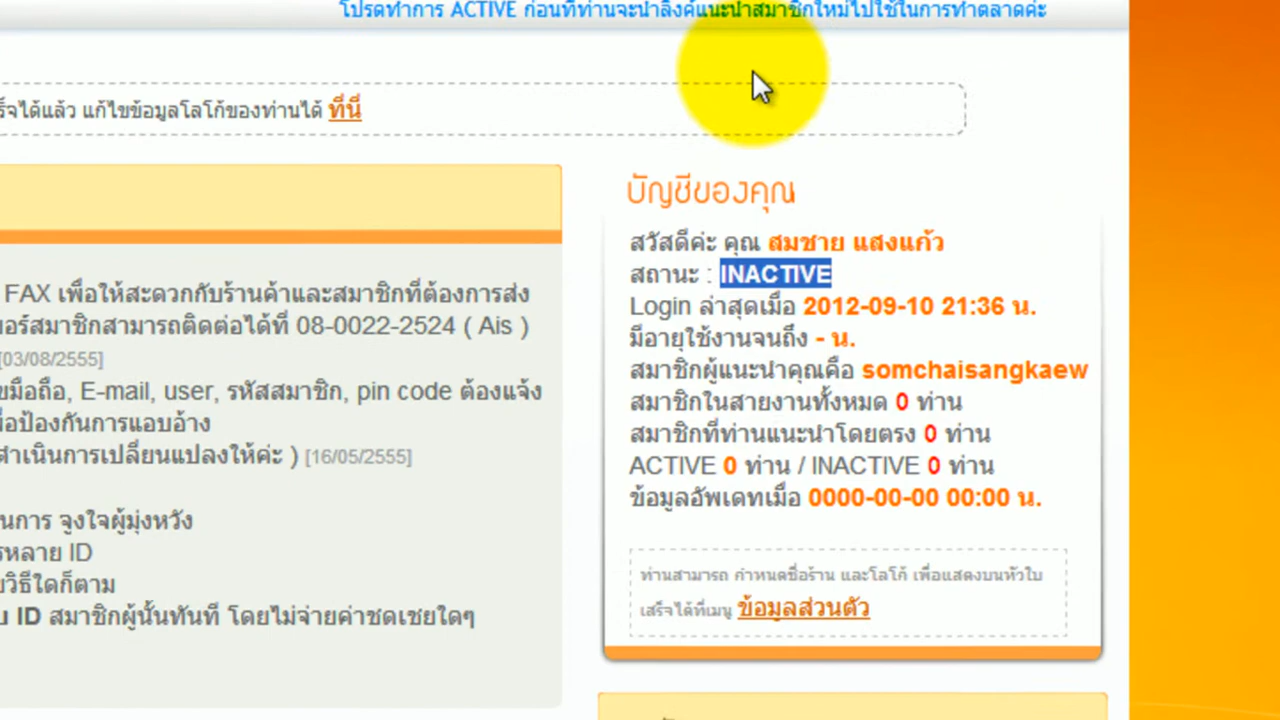 โปรดทำการ ACTIVE ก่อนที่ท่านจะนำลิงค์แนะนำสมาชิกใหม่ไปใช้ในการทำตลาดค่ะ
ร็จได้แล้ว แก้ไขข้อมูลโลโก้ของท่านได้ ที่นี่
FAX เพื่อให้สะดวกกับร้านค้าและสมาชิกที่ต้องการส่ง
อร์สมาชิกสามารถติดต่อได้ที่ 08-0022-2524 ( Ais )
[03/08/2555]
ขมือถือ, E-mail, user, รหัสสมาชิก, pin code ต้องแจ้ง
พื่อป้องกันการแอบอ้าง
ดำเนินการเปลี่ยนแปลงให้ค่ะ ) [16/05/2555]
นการ จูงใจผู้มุ่งหวัง
รหลาย ID
ยวิธีใดก็ตาม
บ ID สมาชิกผู้นั้นทันที โดยไม่จ่ายค่าชดเชยใดๆ
บัญชีของคุณ
สวัสดีค่ะ คุณ สมชาย แสงแก้ว
สถานะ : INACTIVE
Login ล่าสุดเมื่อ 2012-09-10 21:36 น.
มีอายุใช้งานจนถึง - น.
สมาชิกผู้แนะนำคุณคือ somchaisangkaew
สมาชิกในสายงานทั้งหมด 0 ท่าน
สมาชิกที่ท่านแนะนำโดยตรง 0 ท่าน
ACTIVE 0 ท่าน / INACTIVE 0 ท่าน
ข้อมูลอัพเดทเมื่อ 0000-00-00 00:00 น.
ท่านสามารถ กำหนดชื่อร้าน และโลโก้ เพื่อแสดงบนหัวใบ
เสร็จได้ที่เมนู ข้อมูลส่วนตัว